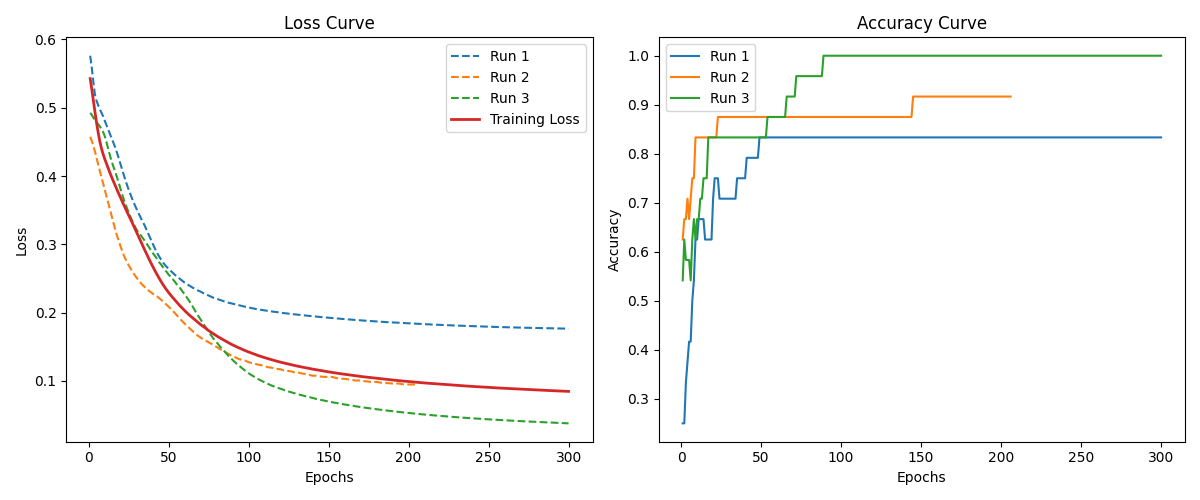 Loss Curve
Run 1
Run 2
Run 3
Training Loss
0.6
0.5
0.4
0.3
0.2
0.1
Loss
0 50 100 150 200 250 300
Epochs
Accuracy Curve
Run 1
Run 2
Run 3
1.0
0.9
0.8
0.7
0.6
0.5
0.4
0.3
Accuracy
0 50 100 150 200 250 300
Epochs